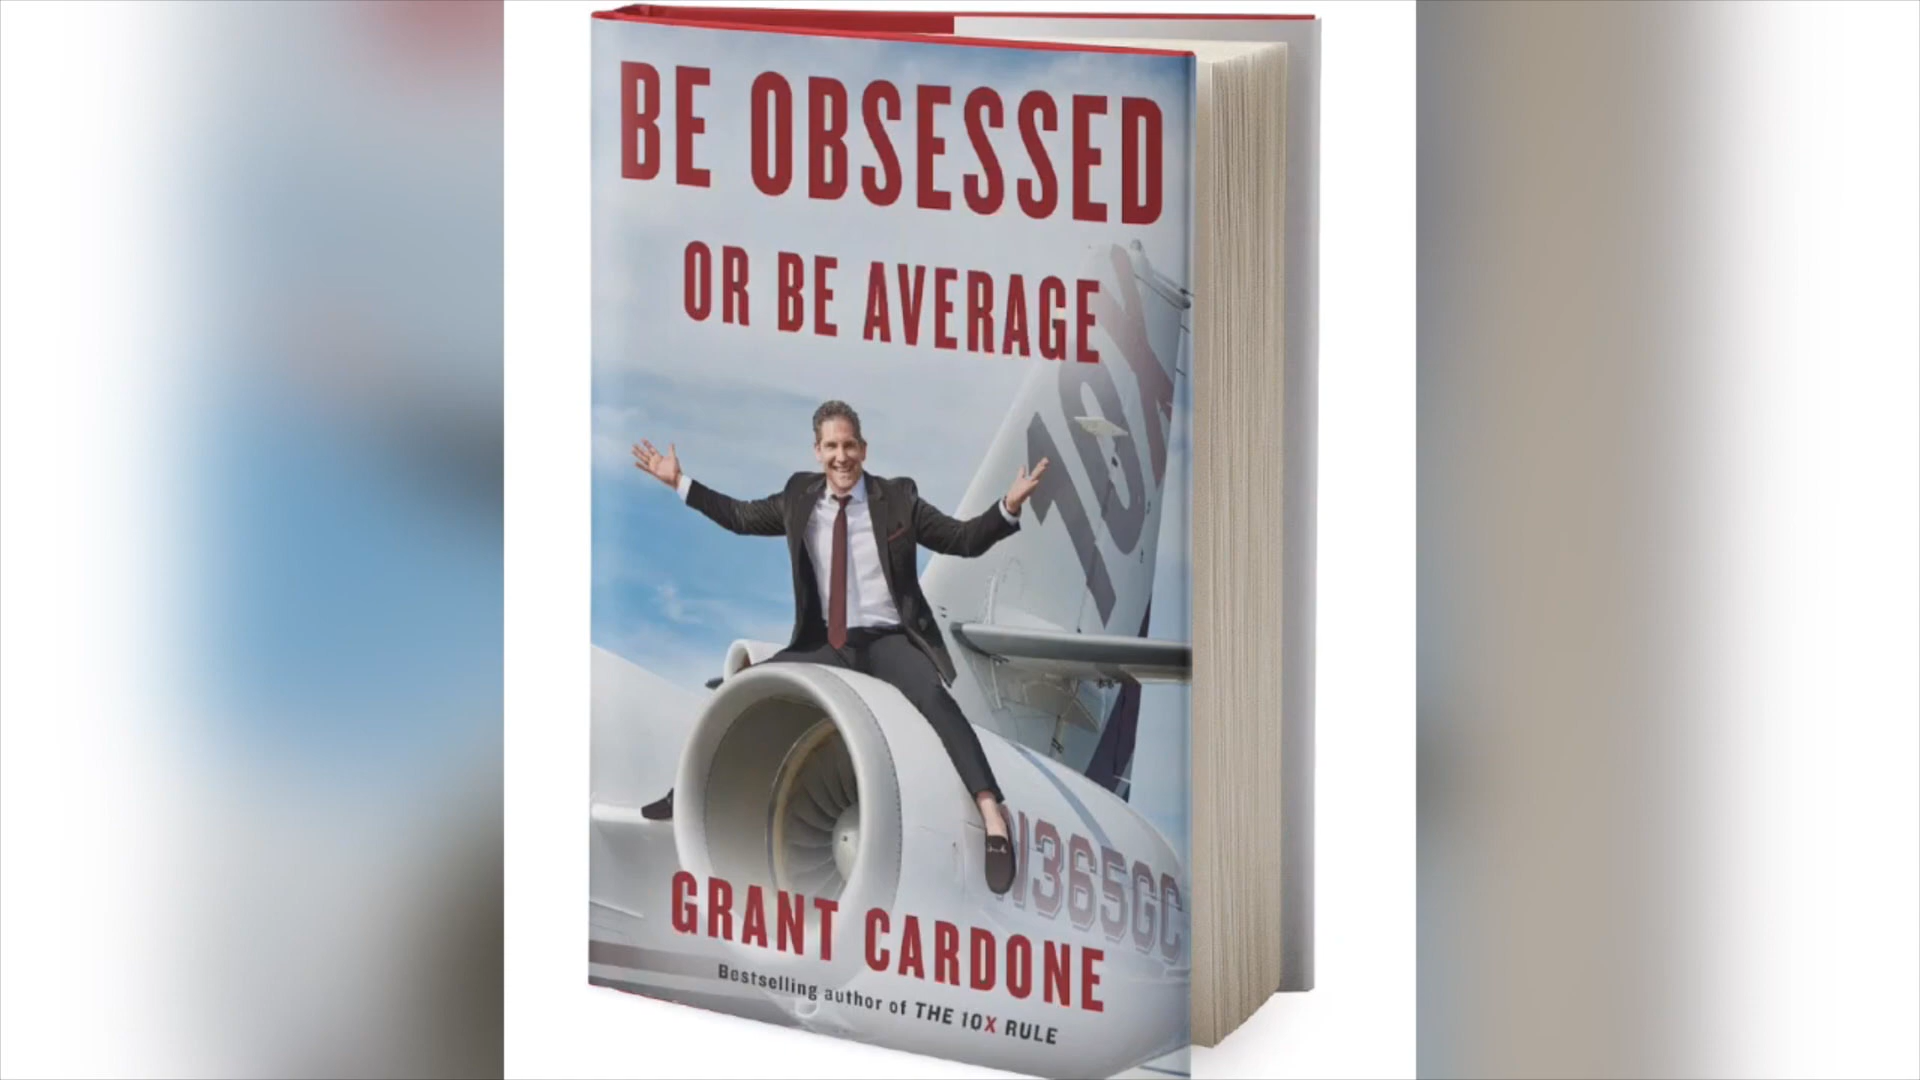 BE OBSESSED
OR BE AVERAGE
10X
N365GC
GRANT CARDONE
Bestselling author of THE 10X RULE